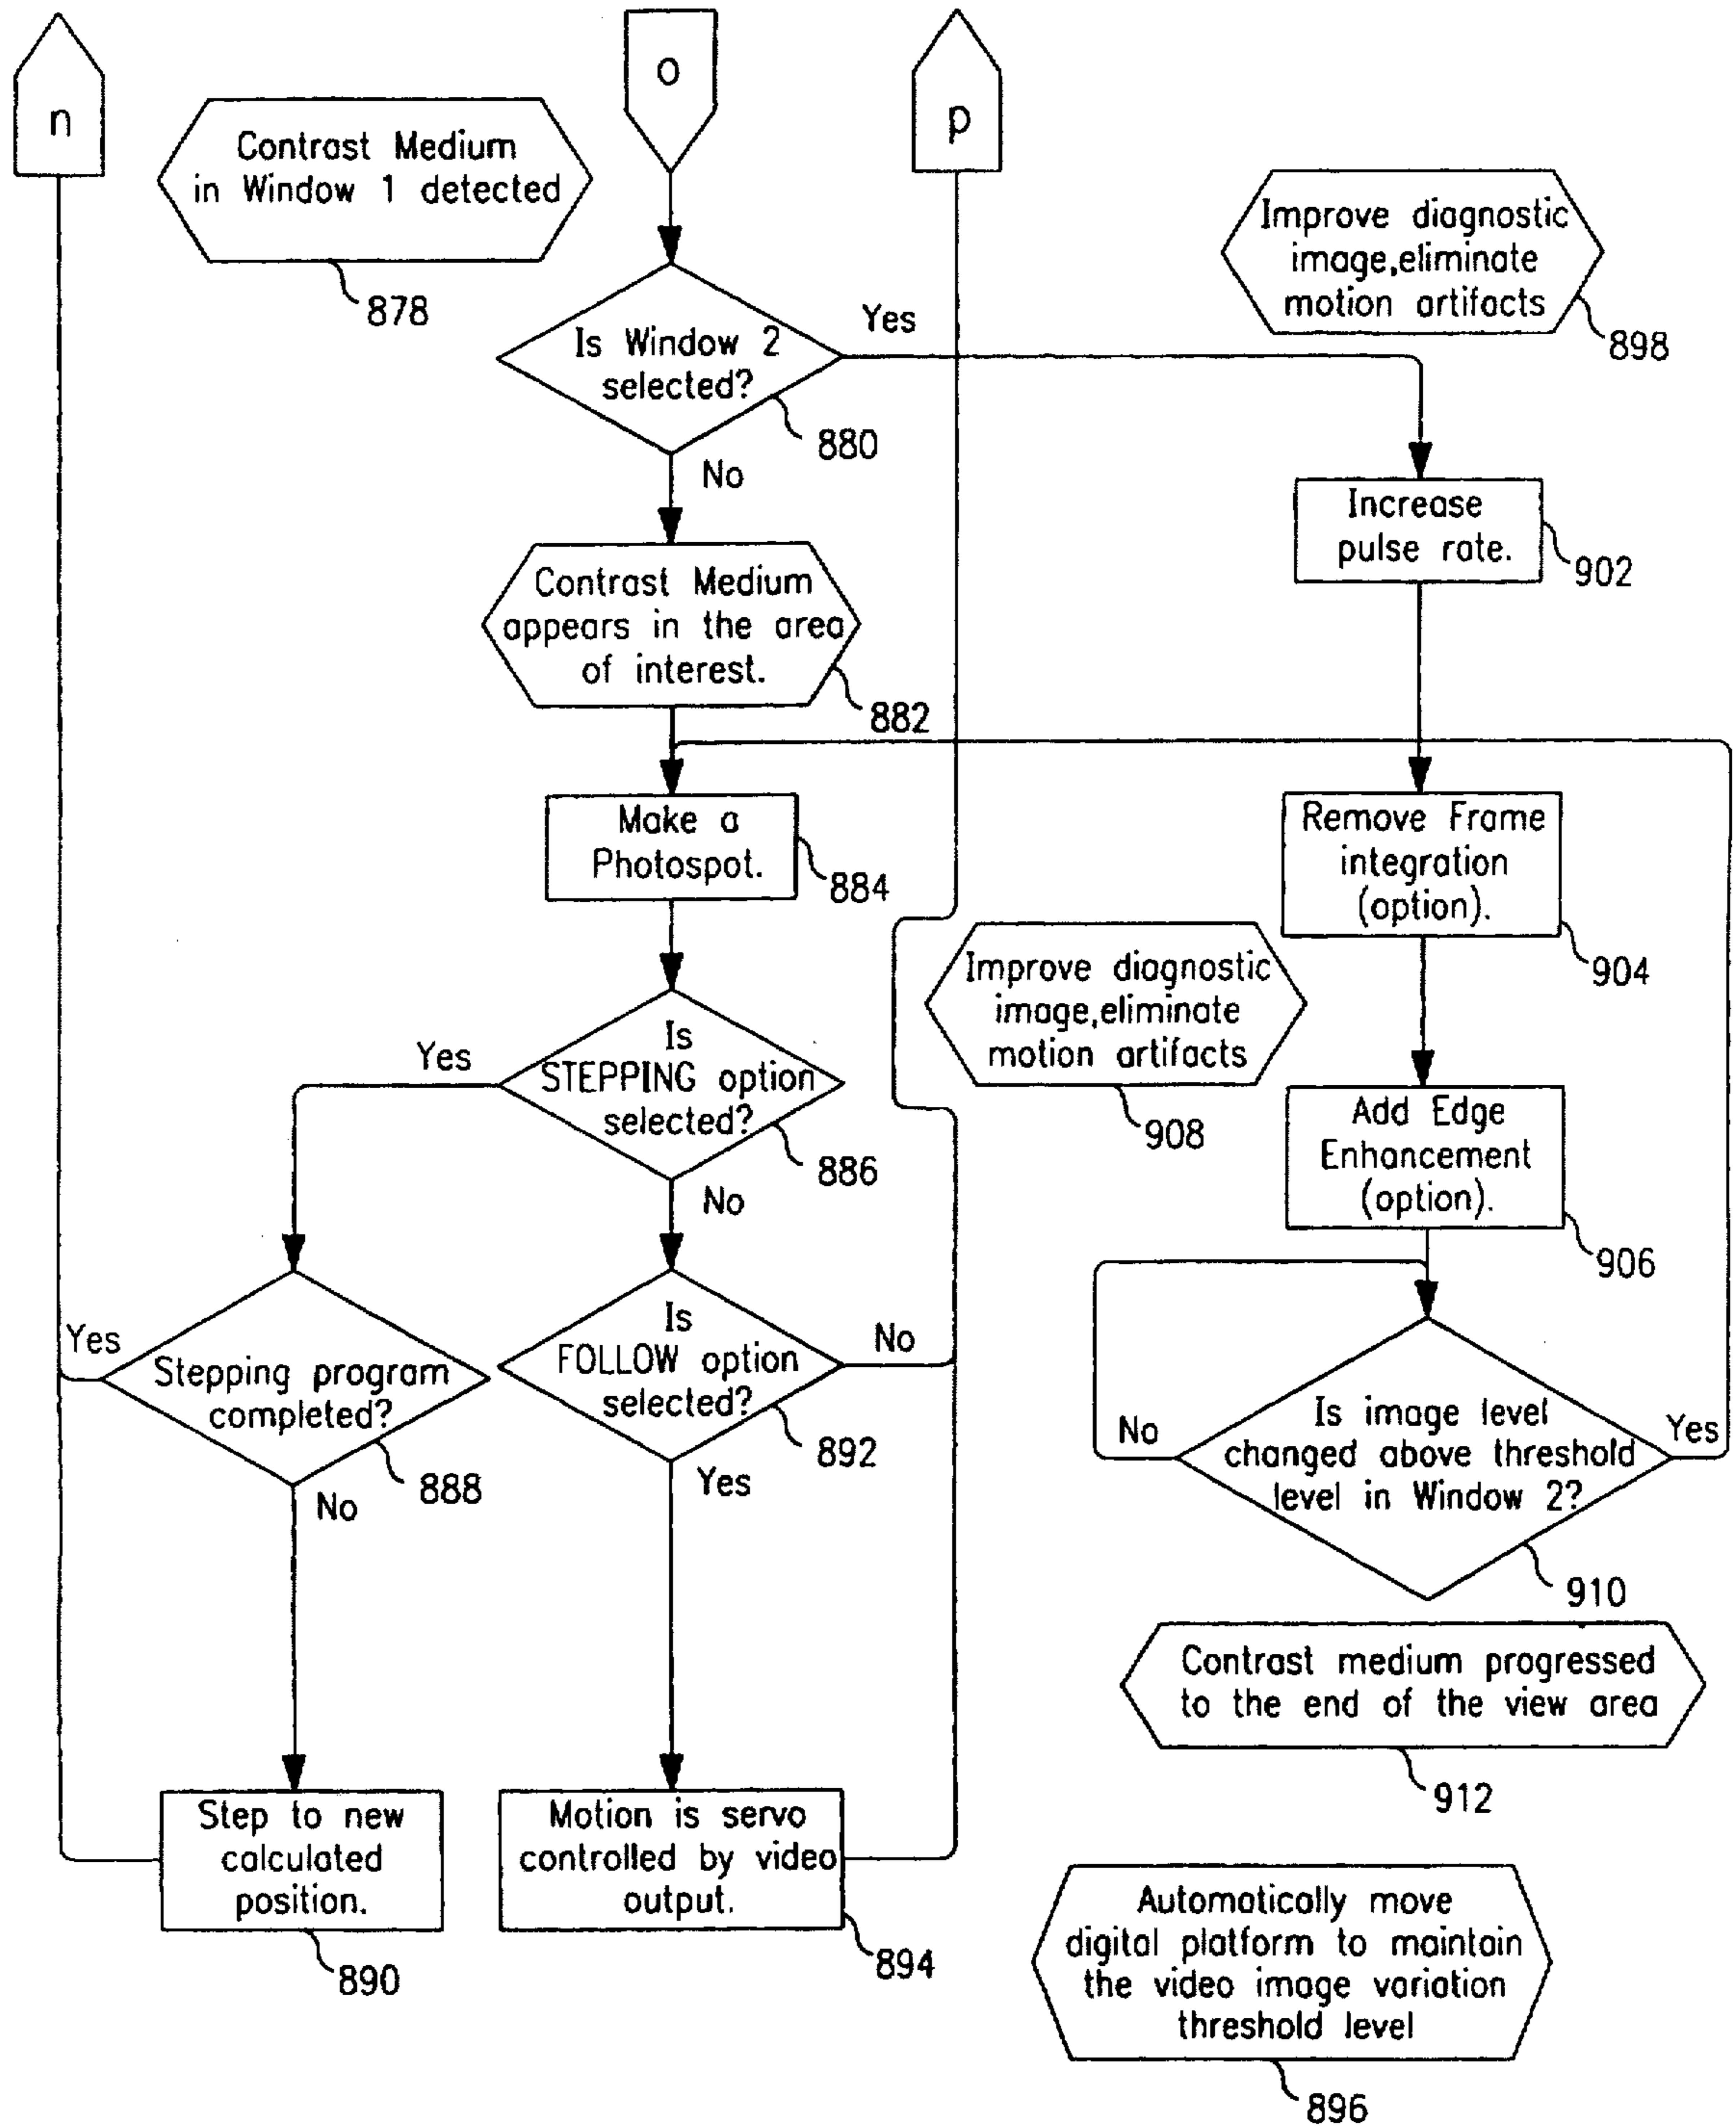 n
o
p
Contrast Medium
in Window 1 detected
878
Improve diagnostic
image,eliminate
motion artifacts
898
Is Window 2
selected?
880
Yes
No
Increase
pulse rate.
902
Contrast Medium
appears in the area
of interest.
882
Make a
Photospot.
884
Remove Frame
integration
(option).
904
Improve diagnostic
image,eliminate
motion artifacts
908
Is
STEPPING option
selected?
886
Yes
No
Add Edge
Enhancement
(option).
906
Yes
Stepping program
completed?
888
No
Is
FOLLOW option
selected?
892
No
Yes
No
Is image level
changed above threshold
level in Window 2?
Yes
910
Contrast medium progressed
to the end of the view area
912
Step to new
calculated
position.
890
Motion is servo
controlled by video
output.
894
Automatically move
digital platform to maintain
the video image variation
threshold level
896